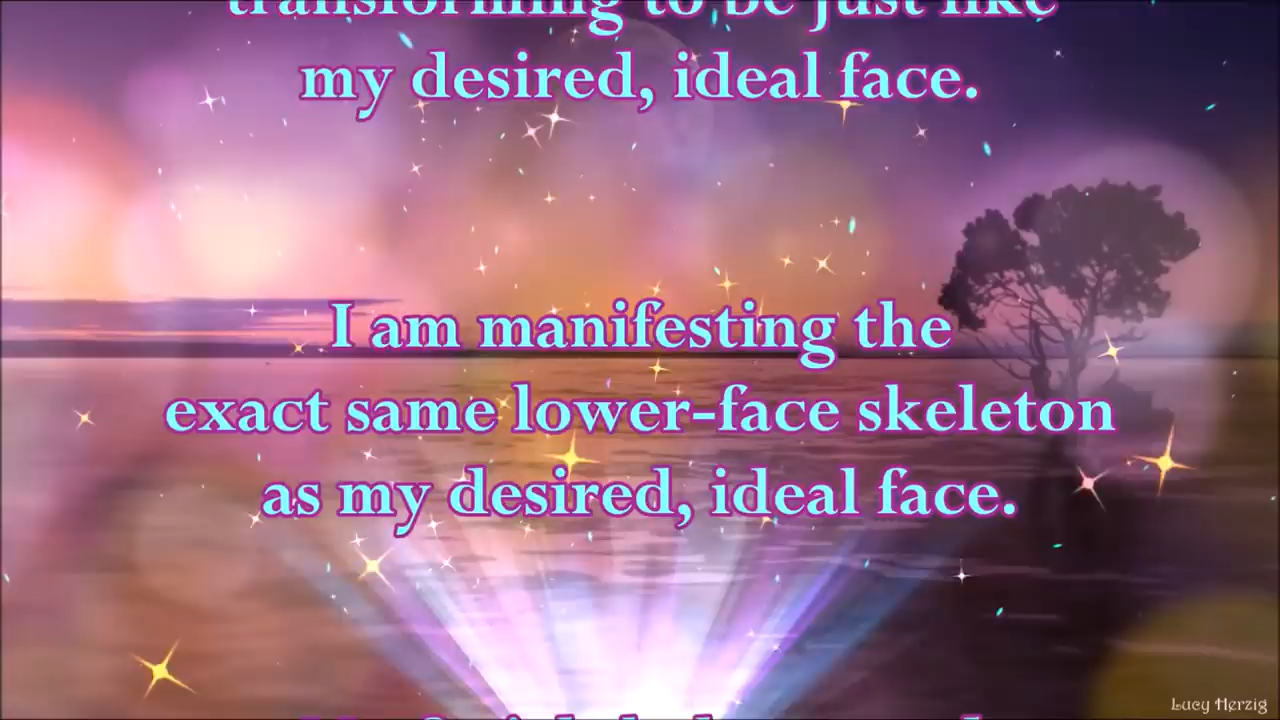 transforming to be just like
my desired, ideal face.
I am manifesting the
exact same lower-face skeleton
as my desired, ideal face.
Lucy Herzig